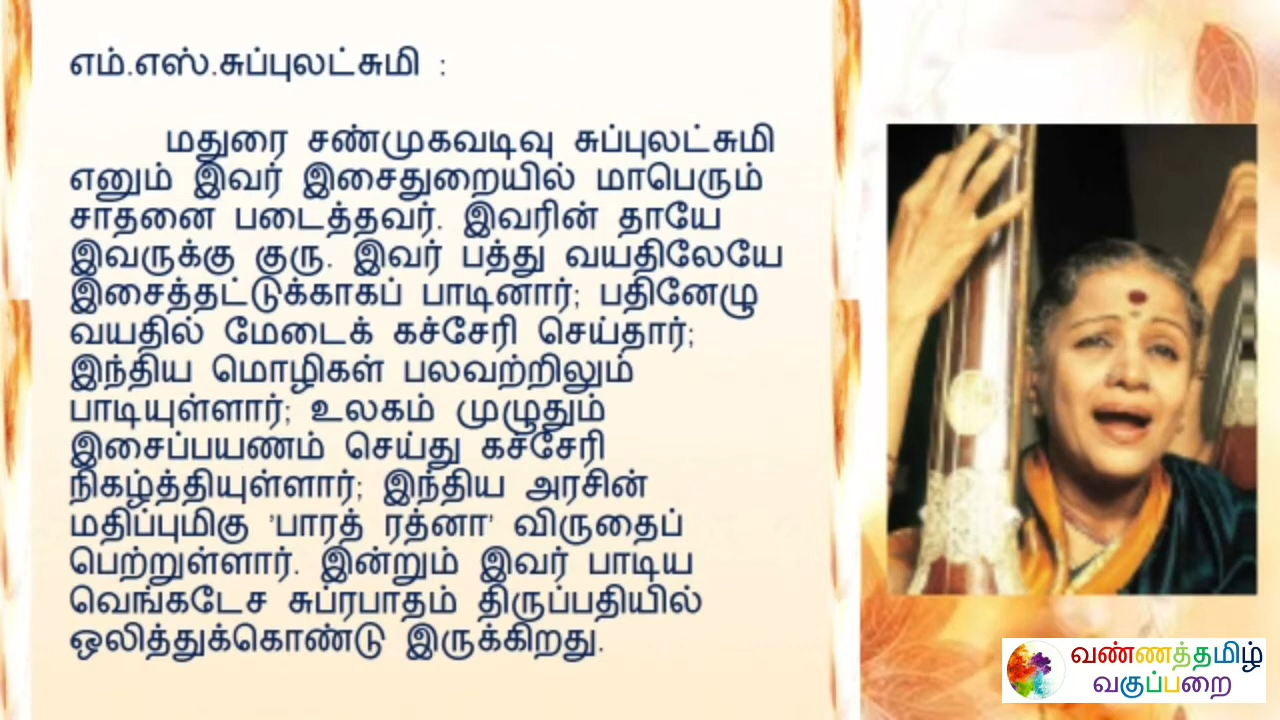 எம்.எஸ்.சுப்புலட்சுமி :
மதுரை சண்முகவடிவு சுப்புலட்சுமி
எனும் இவர் இசைதுறையில் மாபெரும்
சாதனை படைத்தவர். இவரின் தாயே
இவருக்கு குரு. இவர் பத்து வயதிலேயே
இசைத்தட்டுக்காகப் பாடினார்; பதினேழு
வயதில் மேடைக் கச்சேரி செய்தார்;
இந்திய மொழிகள் பலவற்றிலும்
பாடியுள்ளார்; உலகம் முழுதும்
இசைப்பயணம் செய்து கச்சேரி
நிகழ்த்தியுள்ளார்; இந்திய அரசின்
மதிப்புமிகு 'பாரத் ரத்னா' விருதைப்
பெற்றுள்ளார். இன்றும் இவர் பாடிய
வெங்கடேச சுப்ரபாதம் திருப்பதியில்
ஒலித்துக்கொண்டு இருக்கிறது.
வண்ணத்தமிழ்
வகுப்பறை